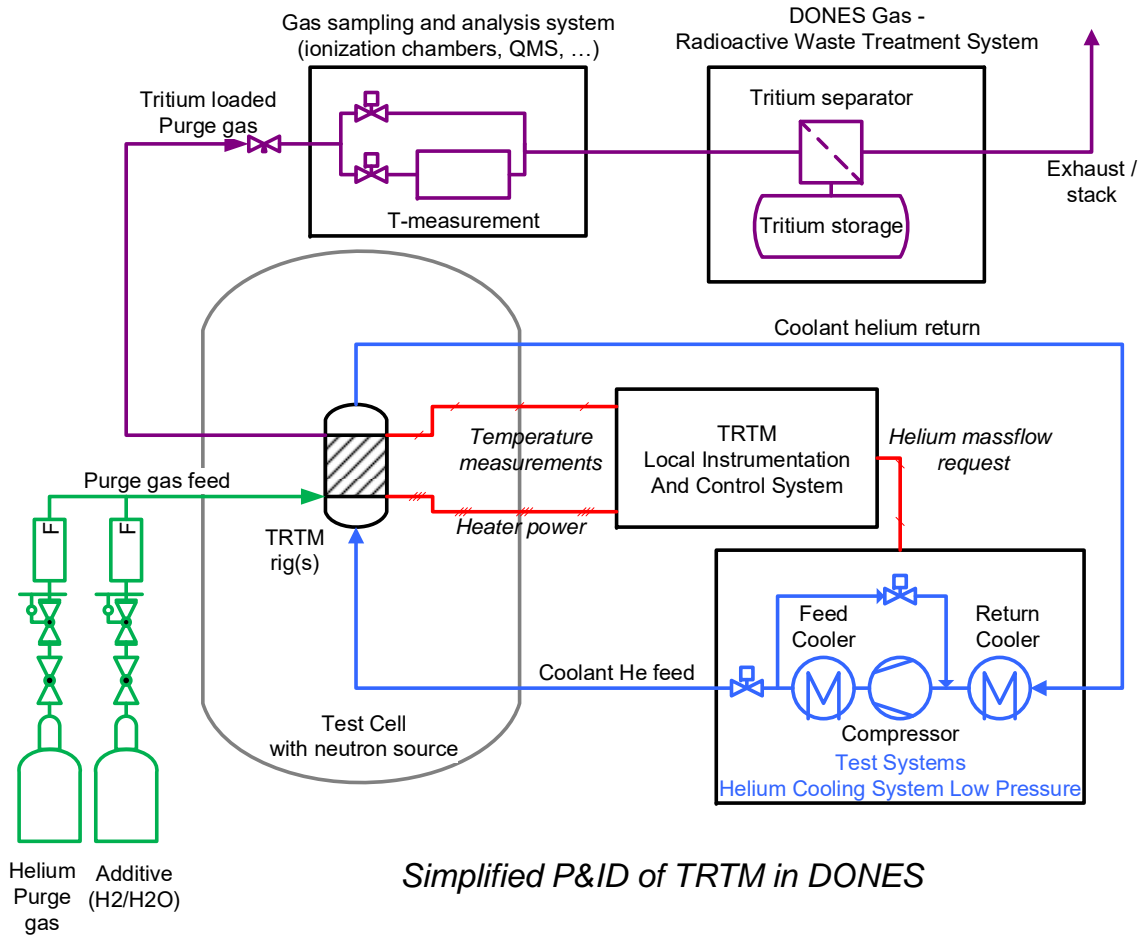 Gas sampling and analysis system
(ionization chambers, QMS, …)
DONES Gas -
Radioactive Waste Treatment System
Tritium loaded
Purge gas
T-measurement
Tritium separator
Tritium storage
Exhaust /
stack
Coolant helium return
Temperature
measurements
TRTM
Local Instrumentation
And Control System
Helium massflow
request
Purge gas feed
Heater power
TRTM
rig(s)
F
F
Feed
Cooler
Return
Cooler
Coolant He feed
Compressor
Test Cell
with neutron source
Test Systems
Helium Cooling System Low Pressure
Helium
Purge
gas
Additive
(H2/H2O)
Simplified P&ID of TRTM in DONES